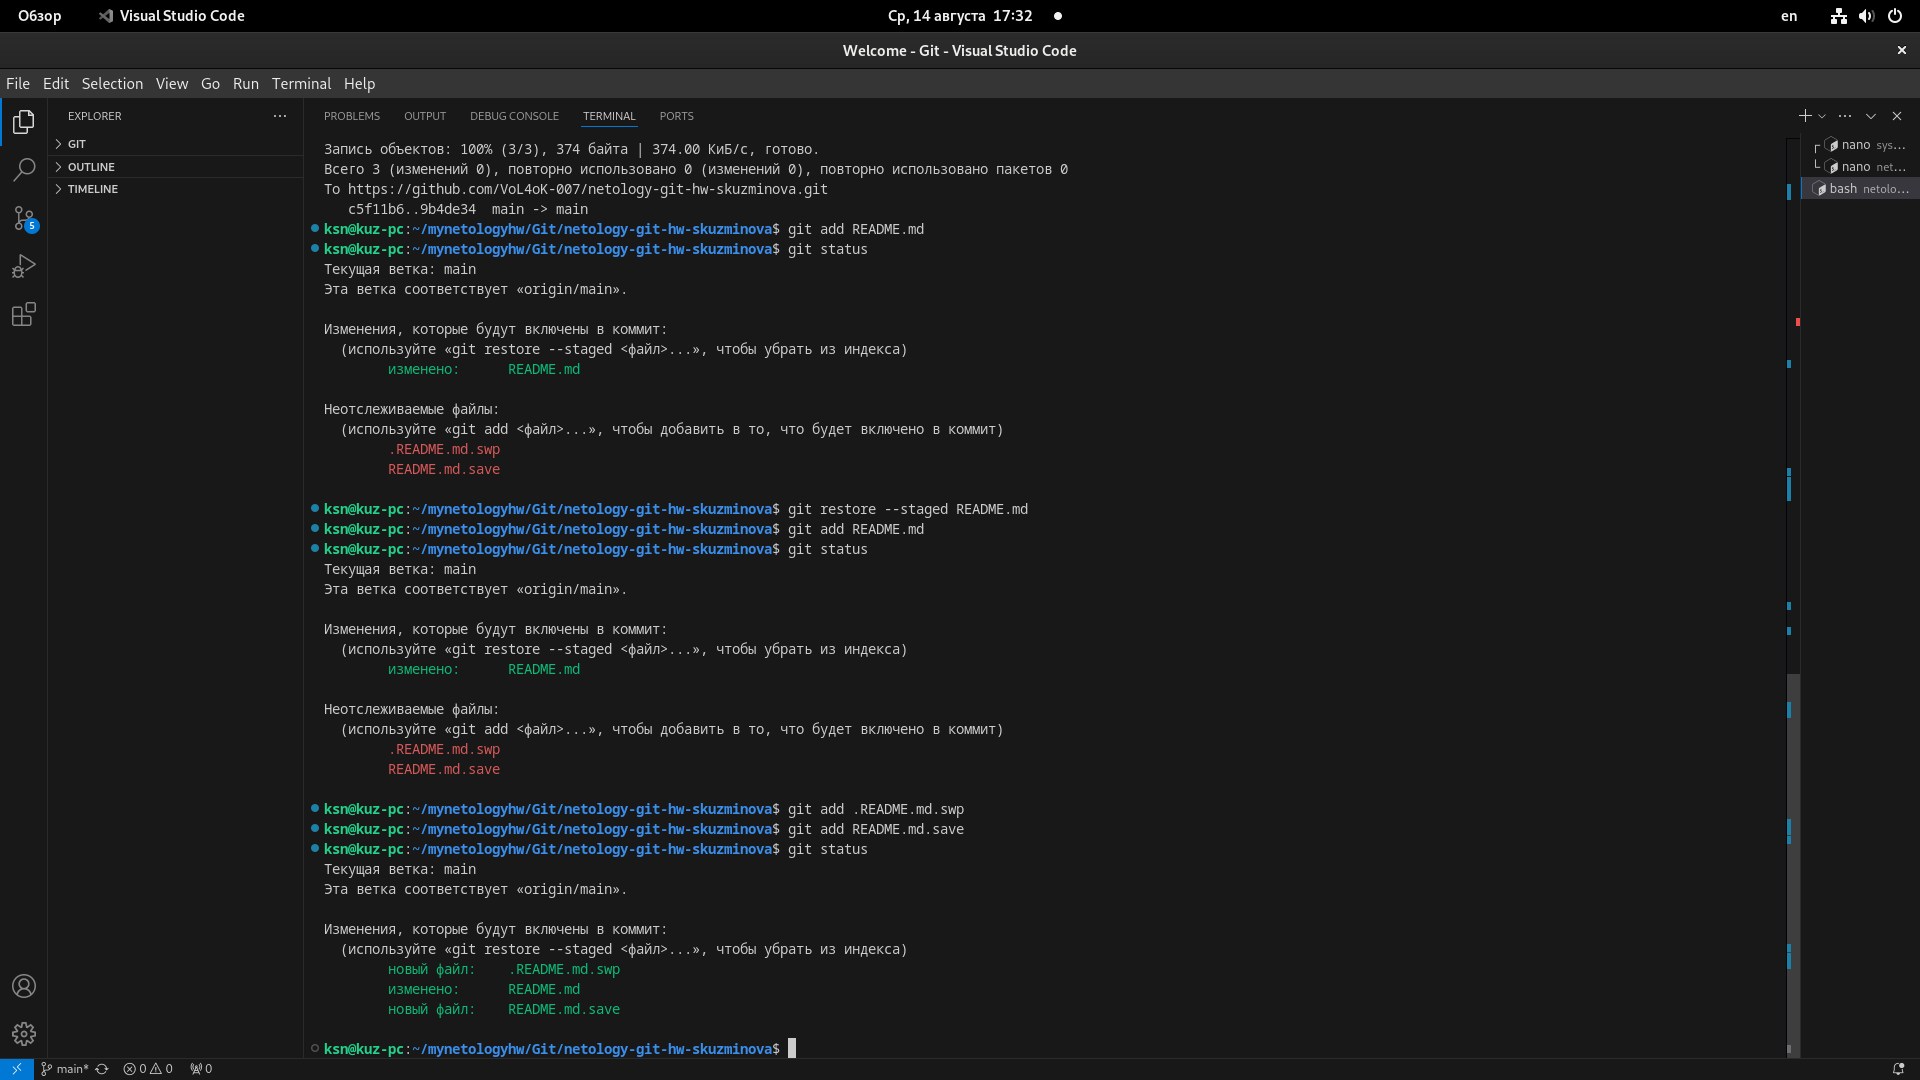 Обзор
Visual Studio Code
Ср, 14 августа 17:32
en
Welcome - Git - Visual Studio Code
File Edit Selection View Go Run Terminal Help
EXPLORER
GIT
OUTLINE
TIMELINE
5
PROBLEMS OUTPUT DEBUG CONSOLE TERMINAL PORTS
Запись объектов: 100% (3/3), 374 байта | 374.00 КиБ/с, готово.
Всего 3 (изменений 0), повторно использовано 0 (изменений 0), повторно использовано пакетов 0
To https://github.com/VoL4oK-007/netology-git-hw-skuzminova.git
c5f11b6..9b4de34 main -> main
ksn@kuz-pc:~/mynetologyhw/Git/netology-git-hw-skuzminova$ git add README.md
ksn@kuz-pc:~/mynetologyhw/Git/netology-git-hw-skuzminova$ git status
Текущая ветка: main
Эта ветка соответствует «origin/main».
Изменения, которые будут включены в коммит:
(используйте «git restore --staged <файл>...», чтобы убрать из индекса)
изменено: README.md
Неотслеживаемые файлы:
(используйте «git add <файл>...», чтобы добавить в то, что будет включено в коммит)
.README.md.swp
README.md.save
ksn@kuz-pc:~/mynetologyhw/Git/netology-git-hw-skuzminova$ git restore --staged README.md
ksn@kuz-pc:~/mynetologyhw/Git/netology-git-hw-skuzminova$ git add README.md
ksn@kuz-pc:~/mynetologyhw/Git/netology-git-hw-skuzminova$ git status
Текущая ветка: main
Эта ветка соответствует «origin/main».
Изменения, которые будут включены в коммит:
(используйте «git restore --staged <файл>...», чтобы убрать из индекса)
изменено: README.md
Неотслеживаемые файлы:
(используйте «git add <файл>...», чтобы добавить в то, что будет включено в коммит)
.README.md.swp
README.md.save
ksn@kuz-pc:~/mynetologyhw/Git/netology-git-hw-skuzminova$ git add .README.md.swp
ksn@kuz-pc:~/mynetologyhw/Git/netology-git-hw-skuzminova$ git add README.md.save
ksn@kuz-pc:~/mynetologyhw/Git/netology-git-hw-skuzminova$ git status
Текущая ветка: main
Эта ветка соответствует «origin/main».
Изменения, которые будут включены в коммит:
(используйте «git restore --staged <файл>...», чтобы убрать из индекса)
новый файл: .README.md.swp
изменено: README.md
новый файл: README.md.save
ksn@kuz-pc:~/mynetologyhw/Git/netology-git-hw-skuzminova$
nano sys...
nano net...
bash netolo...
main* 0 0 0